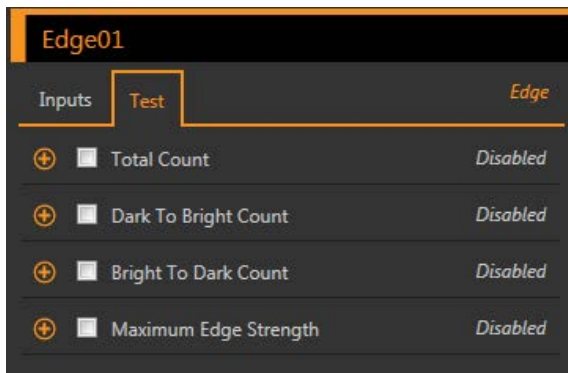 Edge01
Inputs Test Edge
Total Count Disabled
Dark To Bright Count Disabled
Bright To Dark Count Disabled
Maximum Edge Strength Disabled